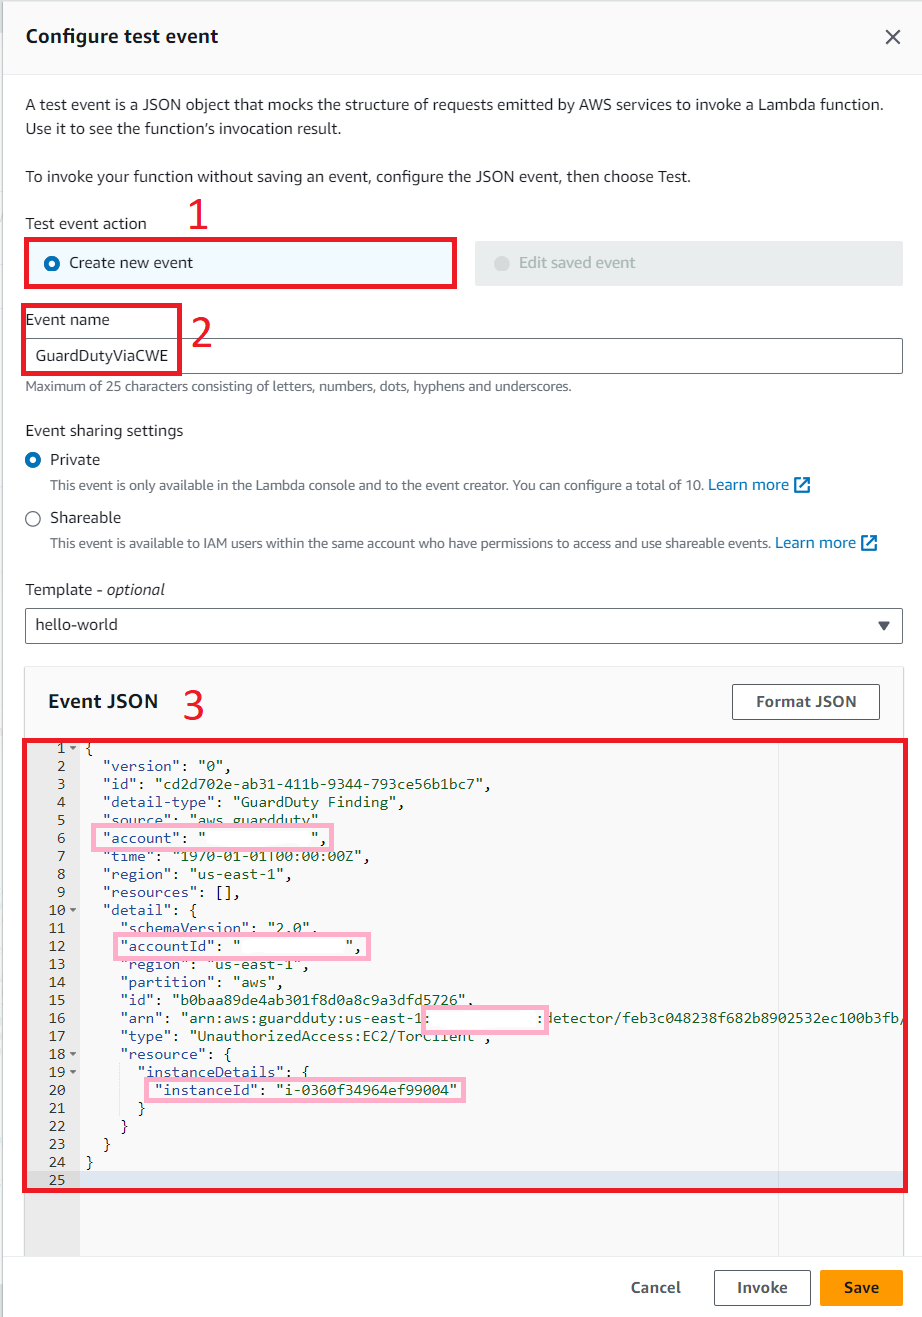 Configure test event
A test event is a JSON object that mocks the structure of requests emitted by AWS services to invoke a Lambda function.
Use it to see the function's invocation result.
To invoke your function without saving an event, configure the JSON event, then choose Test.
Test event action
1
Create new event
Edit saved event
Event name
2
GuardDutyViaCWE
Maximum of 25 characters consisting of letters, numbers, dots, hyphens and underscores.
Event sharing settings
Private
This event is only available in the Lambda console and to the event creator. You can configure a total of 10. Learn more
Shareable
This event is available to IAM users within the same account who have permissions to access and use shareable events. Learn more
Template - optional
hello-world
Event JSON
3
Format JSON
1 {
2 "version": "0",
3 "id": "cd2d702e-ab31-411b-9344-793ce56b1bc7",
4 "detail-type": "GuardDuty Finding",
5 "source": "aws.guardduty"
6 "account": " ",
7 "time": "1970-01-01T00:00:00Z",
8 "region": "us-east-1",
9 "resources": [],
10 "detail": {
11 "schemaVersion": "2.0",
12 "accountId": " ",
13 "region": "us-east-1",
14 "partition": "aws",
15 "id": "b0baa89de4ab301f8d0a8c9a3dfd5726",
16 "arn": "arn:aws:guardduty:us-east-1: :detector/feb3c048238f682b8902532ec100b3fb/
17 "type": "UnauthorizedAccess:EC2/TorClient",
18 "resource": {
19 "instanceDetails": {
20 "instanceId": "i-0360f34964ef99004"
21 }
22 }
23 }
24 }
25
Cancel
Invoke
Save